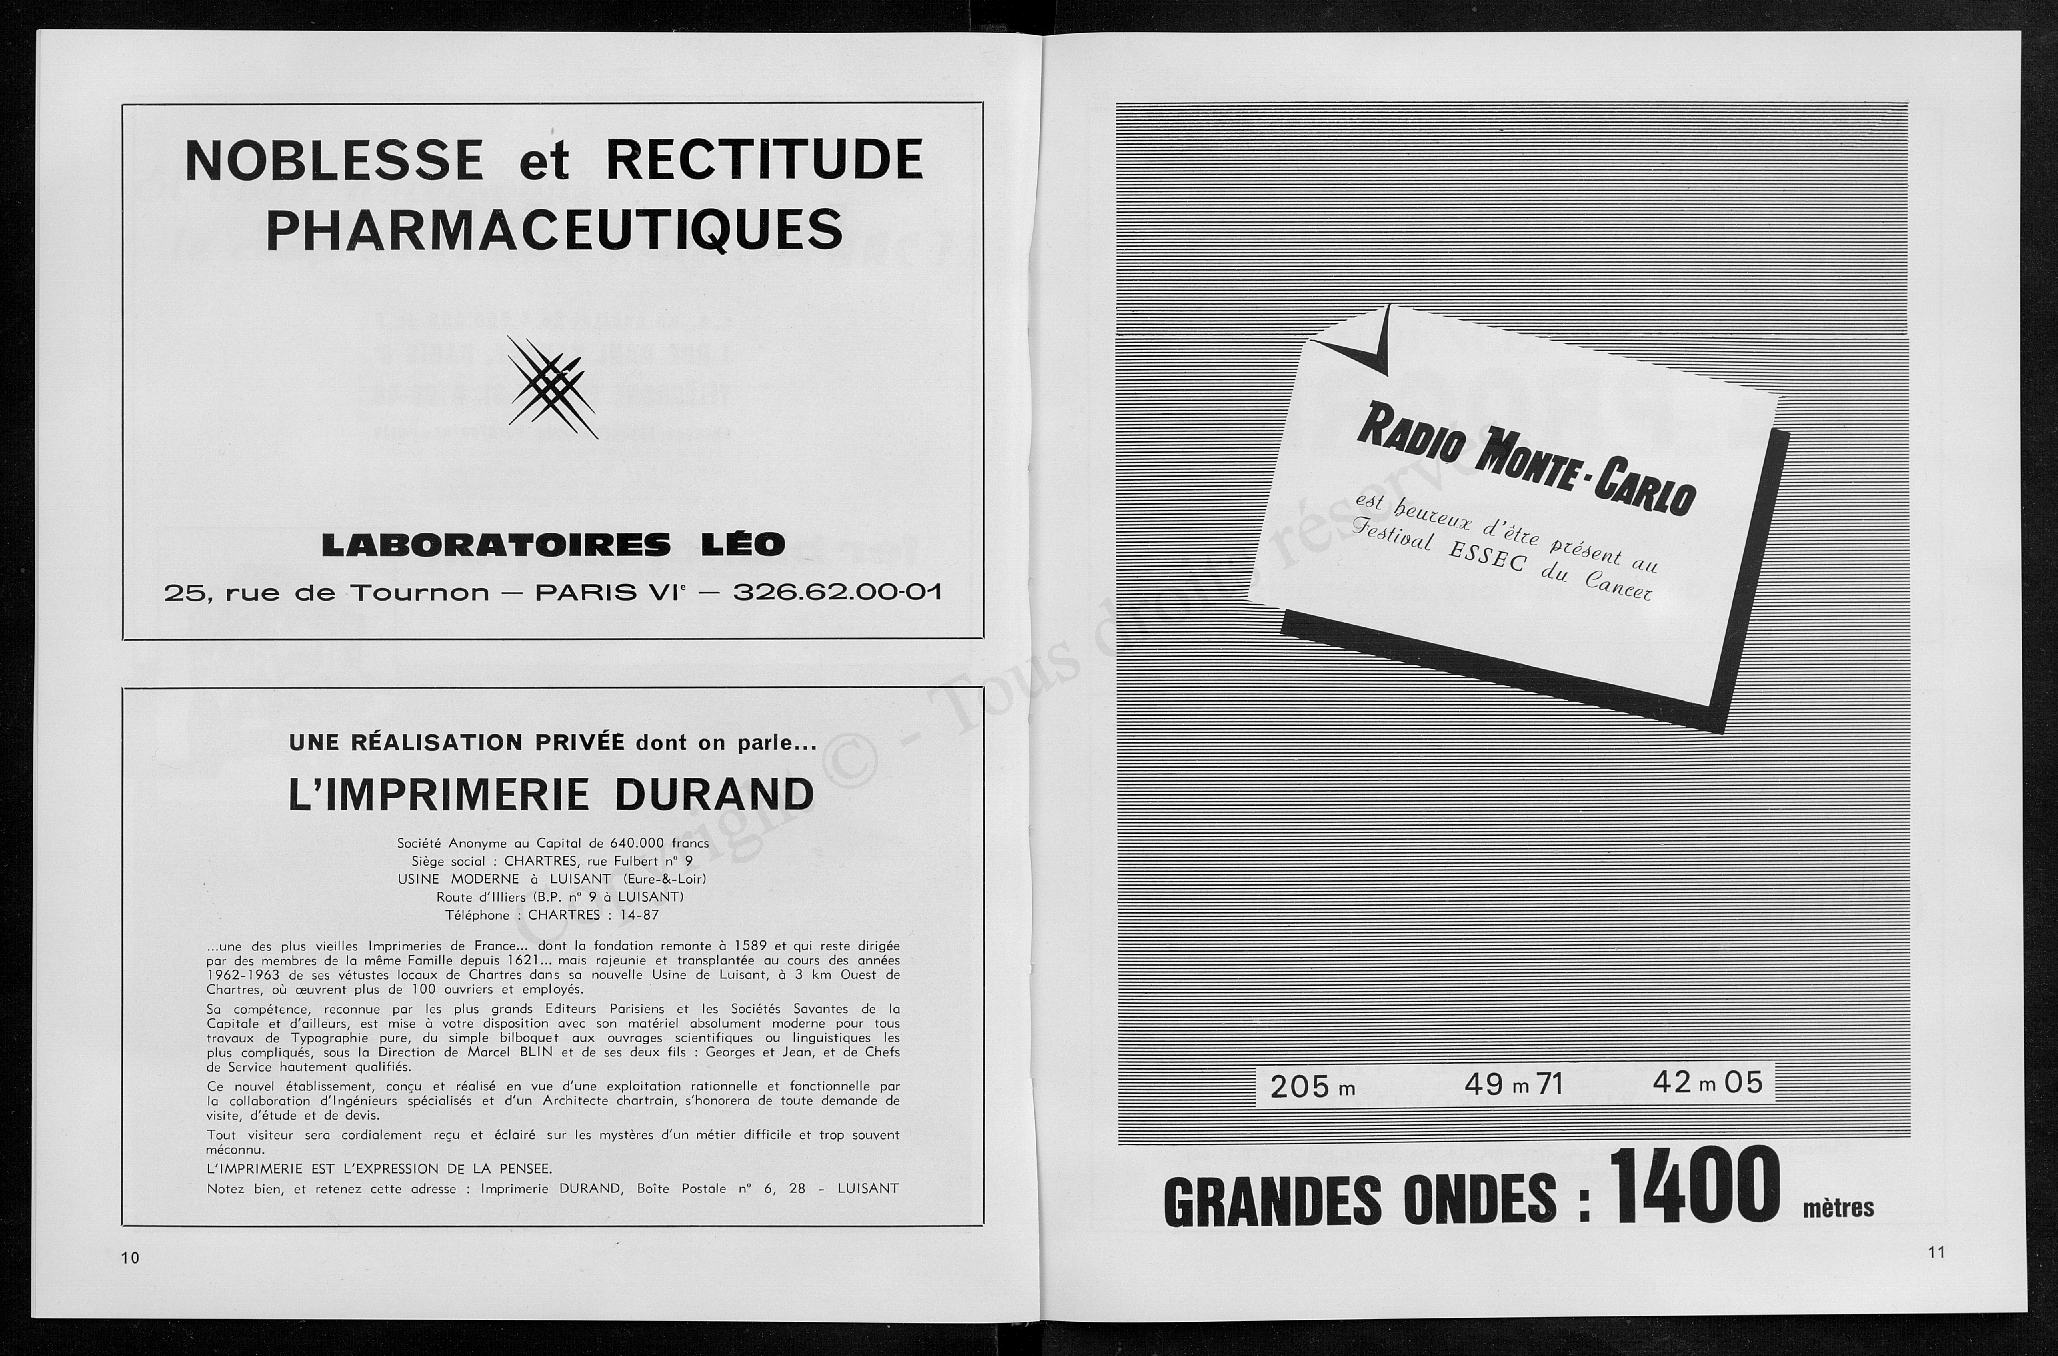 NOBLESSE et RECTITUDE
PHARMACEUTIQUES
LABORATOIRES LÉO
25, rue de Tournon — PARIS VIe — 326.62.00-01
UNE RÉALISATION PRIVÉE dont on parle...
L'IMPRIMERIE DURAND
Société Anonyme au Capital de 640.000 francs
Siège social : CHARTRES, rue Fulbert n° 9
USINE MODERNE à LUISANT (Eure-&-Loir)
Route d'Illiers (B.P. n° 9 à LUISANT)
Téléphone : CHARTRES : 14-87
...une des plus vieilles Imprimeries de France... dont la fondation remonte à 1589 et qui reste dirigée
par des membres de la même Famille depuis 1621... mais rajeunie et transplantée au cours des années
1962-1963 de ses vétustes locaux de Chartres dans sa nouvelle Usine de Luisant, à 3 km Ouest de
Chartres, où œuvrent plus de 100 ouvriers et employés.
Sa compétence, reconnue par les plus grands Editeurs Parisiens et les Sociétés Savantes de la
Capitale et d'ailleurs, est mise à votre disposition avec son matériel absolument moderne pour tous
travaux de Typographie pure, du simple bilboquet aux ouvrages scientifiques ou linguistiques les
plus compliqués, sous la Direction de Marcel BLIN et de ses deux fils : Georges et Jean, et de Chefs
de Service hautement qualifiés.
Ce nouvel établissement, conçu et réalisé en vue d'une exploitation rationnelle et fonctionnelle par
la collaboration d'Ingénieurs spécialisés et d'un Architecte chartrain, s'honorera de toute demande de
visite, d'étude et de devis.
Tout visiteur sera cordialement reçu et éclairé sur les mystères d'un métier difficile et trop souvent
méconnu.
L'IMPRIMERIE EST L'EXPRESSION DE LA PENSEE.
Notez bien, et retenez cette adresse : Imprimerie DURAND, Boîte Postale n° 6, 28 - LUISANT
10
RADIO MONTE-CARLO
est heureux d'être présent au
Festival ESSEC du Cancer
205 m 49 m 71 42 m 05
GRANDES ONDES : 1400 mètres
11
Copyright © - Tous droits réservés